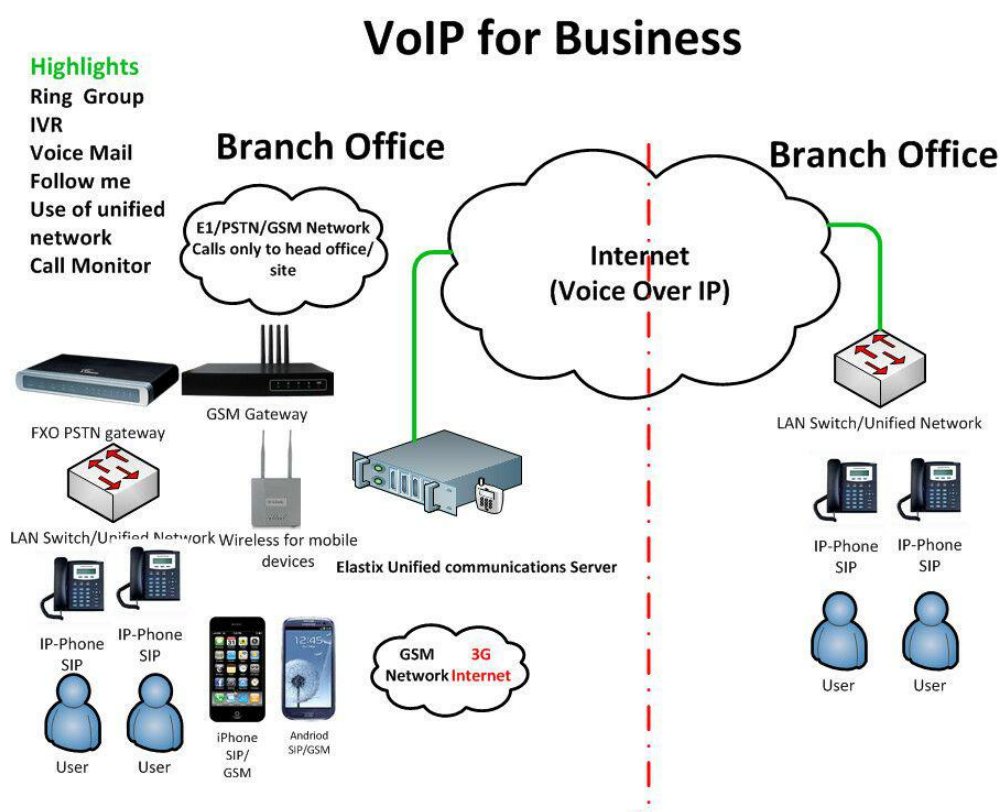 VoIP for Business
Highlights
Ring Group
IVR
Voice Mail
Follow me
Use of unified
network
Call Monitor
Branch Office
E1/PSTN/GSM Network
Calls only to head office/
site
Internet
(Voice Over IP)
Branch Office
FXO PSTN gateway
GSM Gateway
LAN Switch/Unified Network
Wireless for mobile
devices
Elastix Unified communications Server
LAN Switch/Unified Network
IP-Phone
SIP
IP-Phone
SIP
User
User
iPhone
SIP/
GSM
12:45
Andriod
SIP/GSM
GSM 3G
Network Internet
IP-Phone
SIP
IP-Phone
SIP
User
User